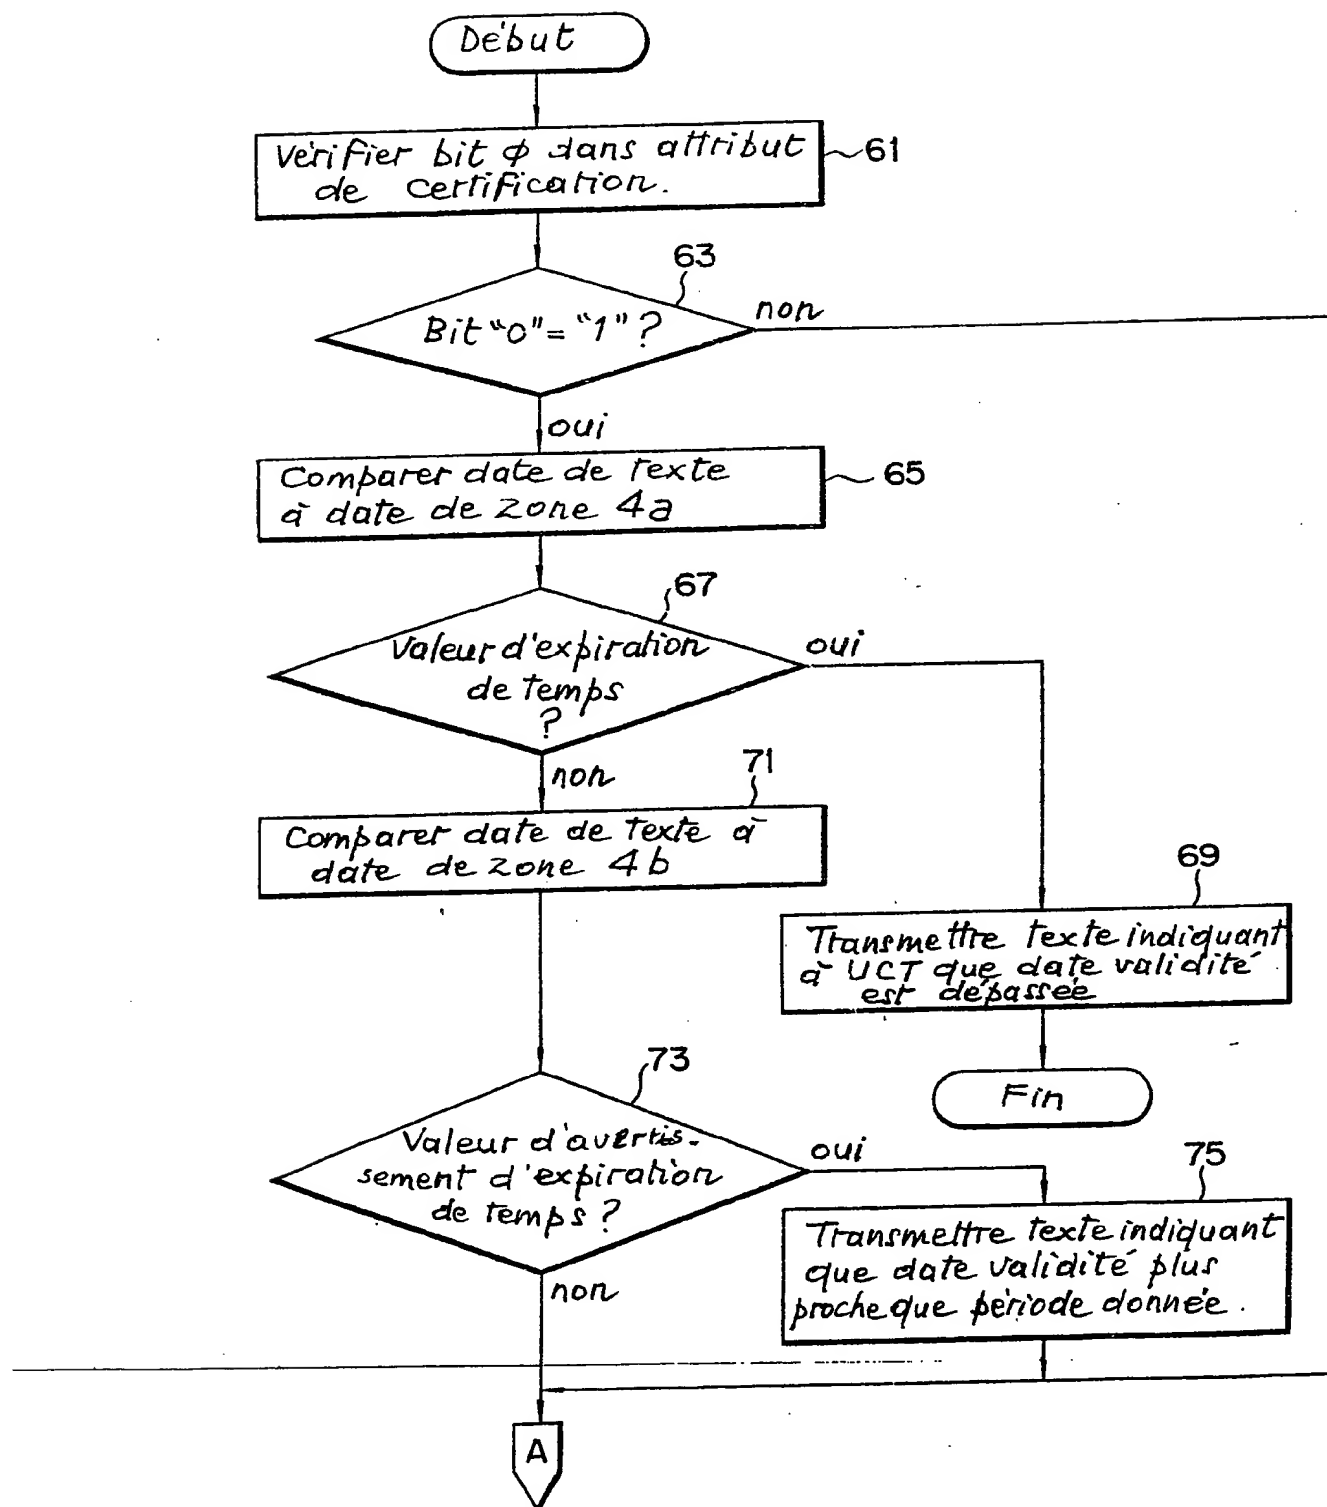 Début
Vérifier bit ϕ dans attribut
de certification.
61
63
Bit "0" = "1" ?
non
oui
Comparer date de texte
à date de zone 4a
65
67
Valeur d'expiration
de temps
?
oui
non
71
Comparer date de texte à
date de zone 4b
69
Transmettre texte indiquant
à UCT que date validité
est dépassée
Fin
73
Valeur d'avertis-
sement d'expiration
de temps ?
oui
non
75
Transmettre texte indiquant
que date validité plus
proche que période donnée.
A